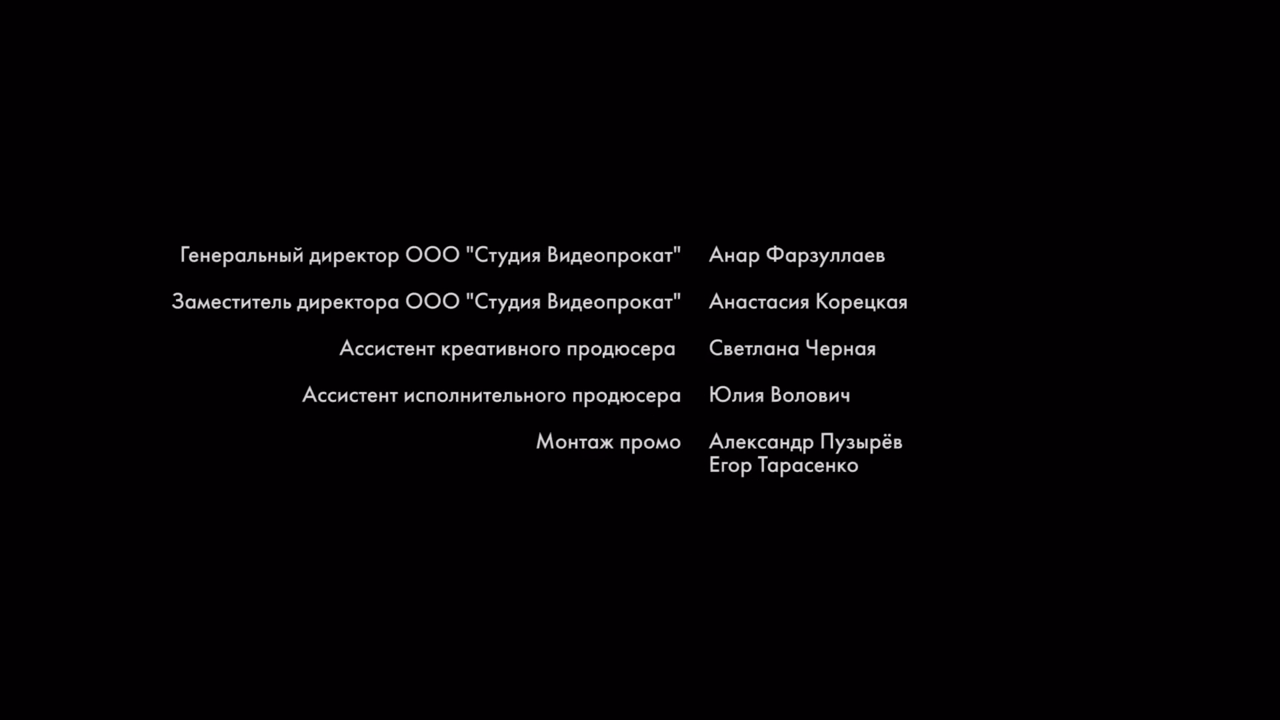 Генеральный директор ООО "Студия Видеопрокат" Анар Фарзуллаев
Заместитель директора ООО "Студия Видеопрокат" Анастасия Корецкая
Ассистент креативного продюсера Светлана Черная
Ассистент исполнительного продюсера Юлия Волович
Монтаж промо Александр Пузырёв
Егор Тарасенко